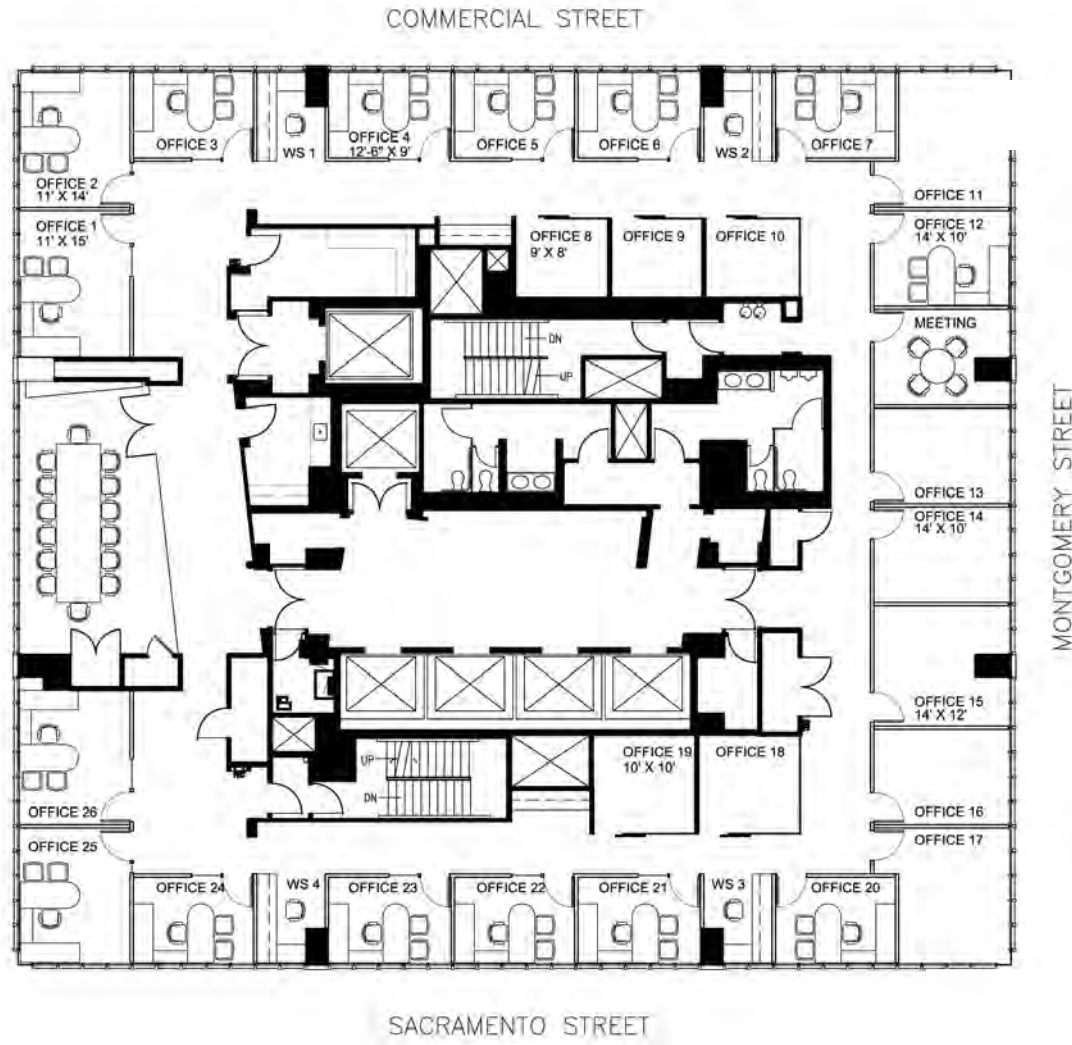 COMMERCIAL STREET
OFFICE 3
WS 1
OFFICE 4
12'-6" X 9'
OFFICE 5
OFFICE 6
WS 2
OFFICE 7
OFFICE 2
11' X 14'
OFFICE 11
OFFICE 1
11' X 15'
OFFICE 8
9' X 8'
OFFICE 9
OFFICE 10
OFFICE 12
14' X 10'
MEETING
DN
UP
MONTGOMERY STREET
OFFICE 13
OFFICE 14
14' X 10'
OFFICE 15
14' X 12'
OFFICE 19
10' X 10'
OFFICE 18
UP
DN
OFFICE 26
OFFICE 16
OFFICE 25
OFFICE 17
OFFICE 24
WS 4
OFFICE 23
OFFICE 22
OFFICE 21
WS 3
OFFICE 20
SACRAMENTO STREET